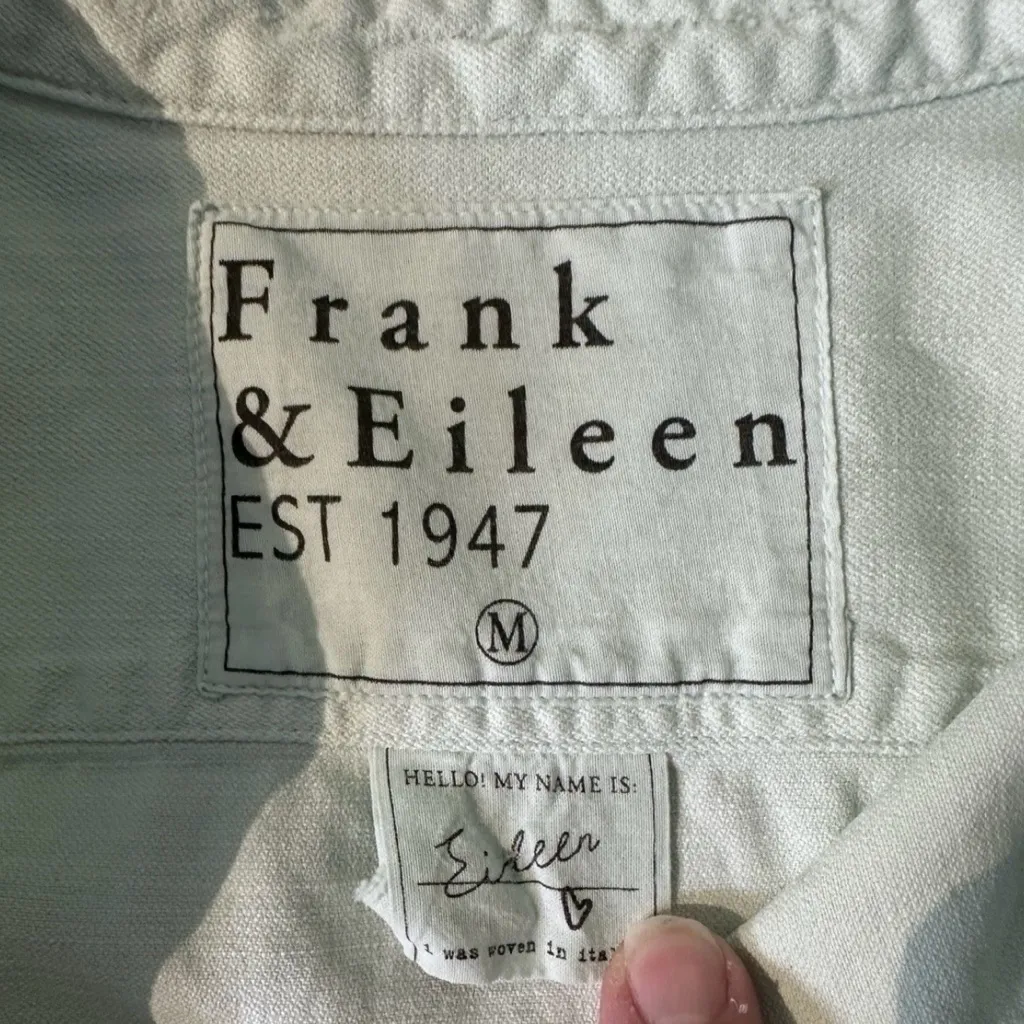 Frank
& Eileen
EST 1947
M
HELLO! MY NAME IS:
Eileen
i was woven in ita